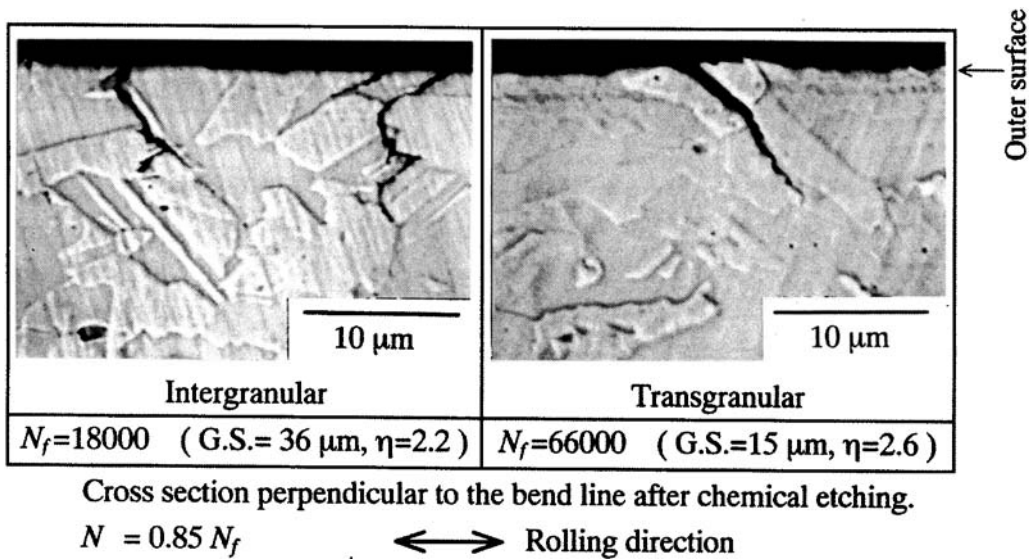 Outer surface
10 μm
10 μm
Intergranular
Transgranular
N_f=18000 ( G.S.= 36 μm, η=2.2 )
N_f=66000 ( G.S.=15 μm, η=2.6 )
Cross section perpendicular to the bend line after chemical etching.
N = 0.85 N_f
Rolling direction